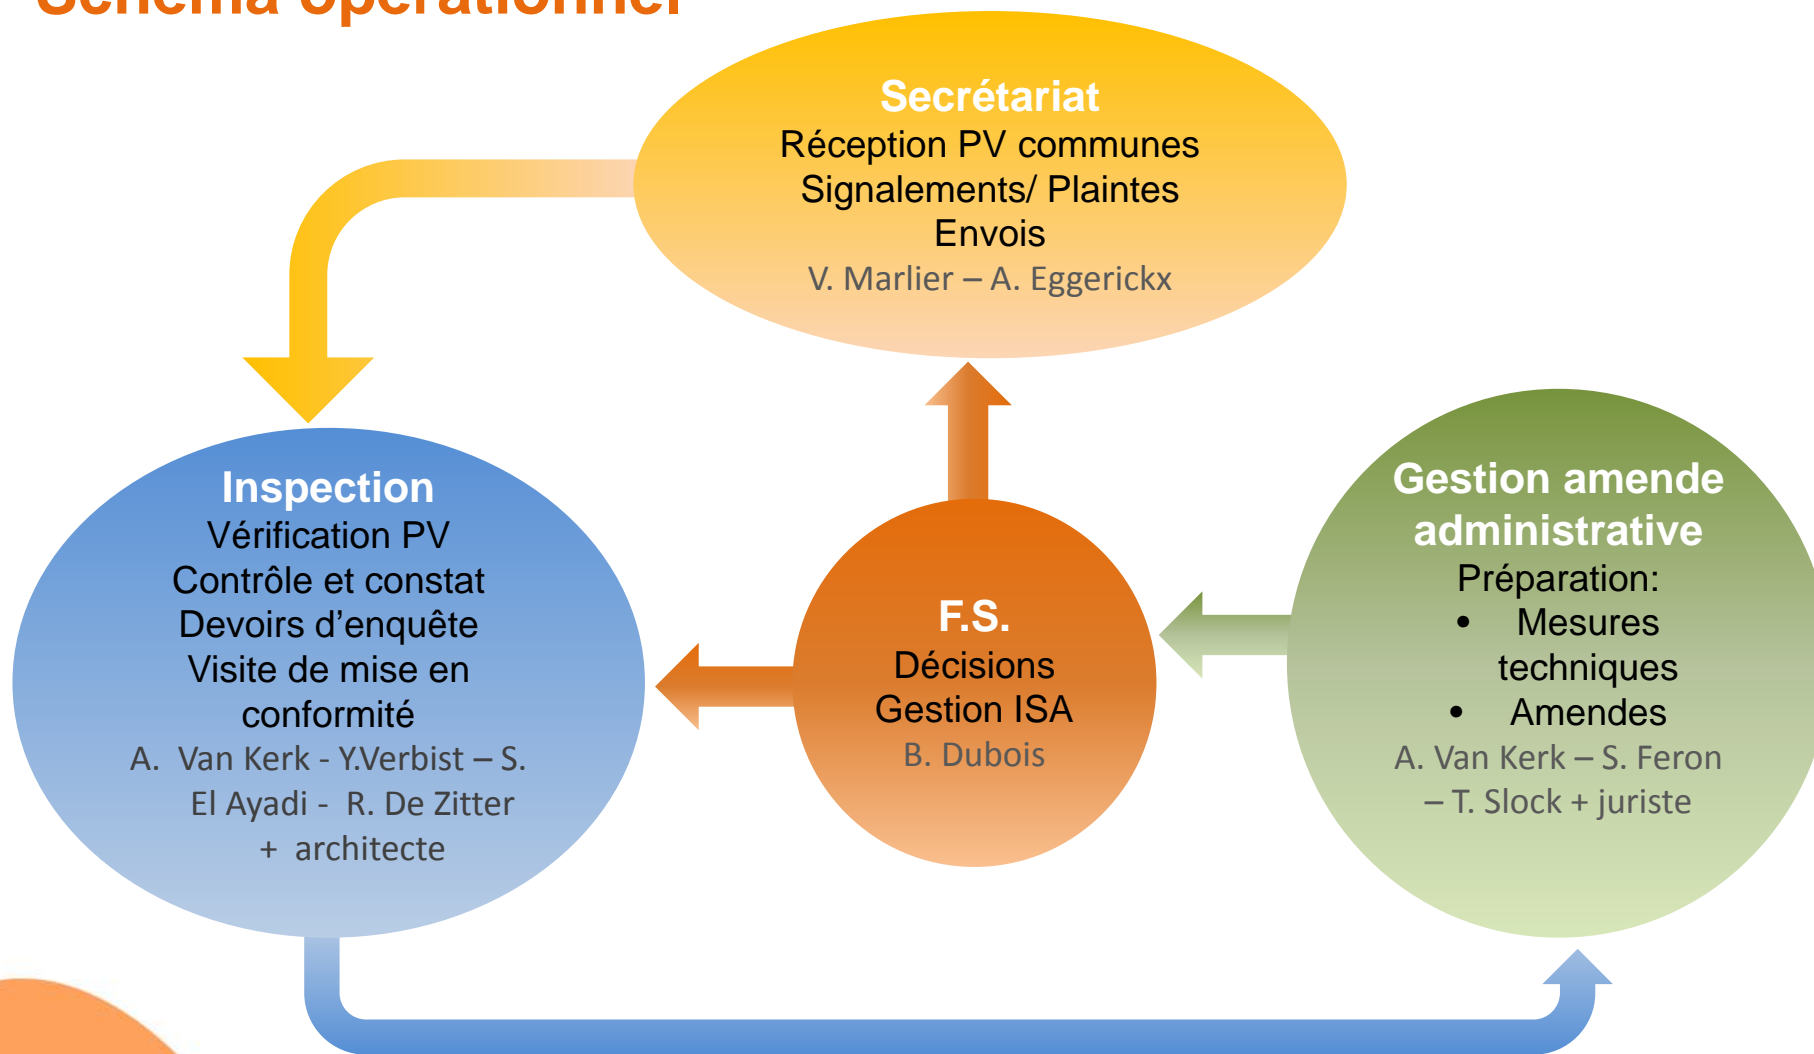 Schéma opérationnel
Secrétariat
Réception PV communes
Signalements/ Plaintes
Envois
V. Marlier – A. Eggerickx
Inspection
Vérification PV
Contrôle et constat
Devoirs d’enquête
Visite de mise en
conformité
A. Van Kerk - Y.Verbist – S.
El Ayadi - R. De Zitter
+ architecte
F.S.
Décisions
Gestion ISA
B. Dubois
Gestion amende
administrative
Préparation:
• Mesures
techniques
• Amendes
A. Van Kerk – S. Feron
– T. Slock + juriste